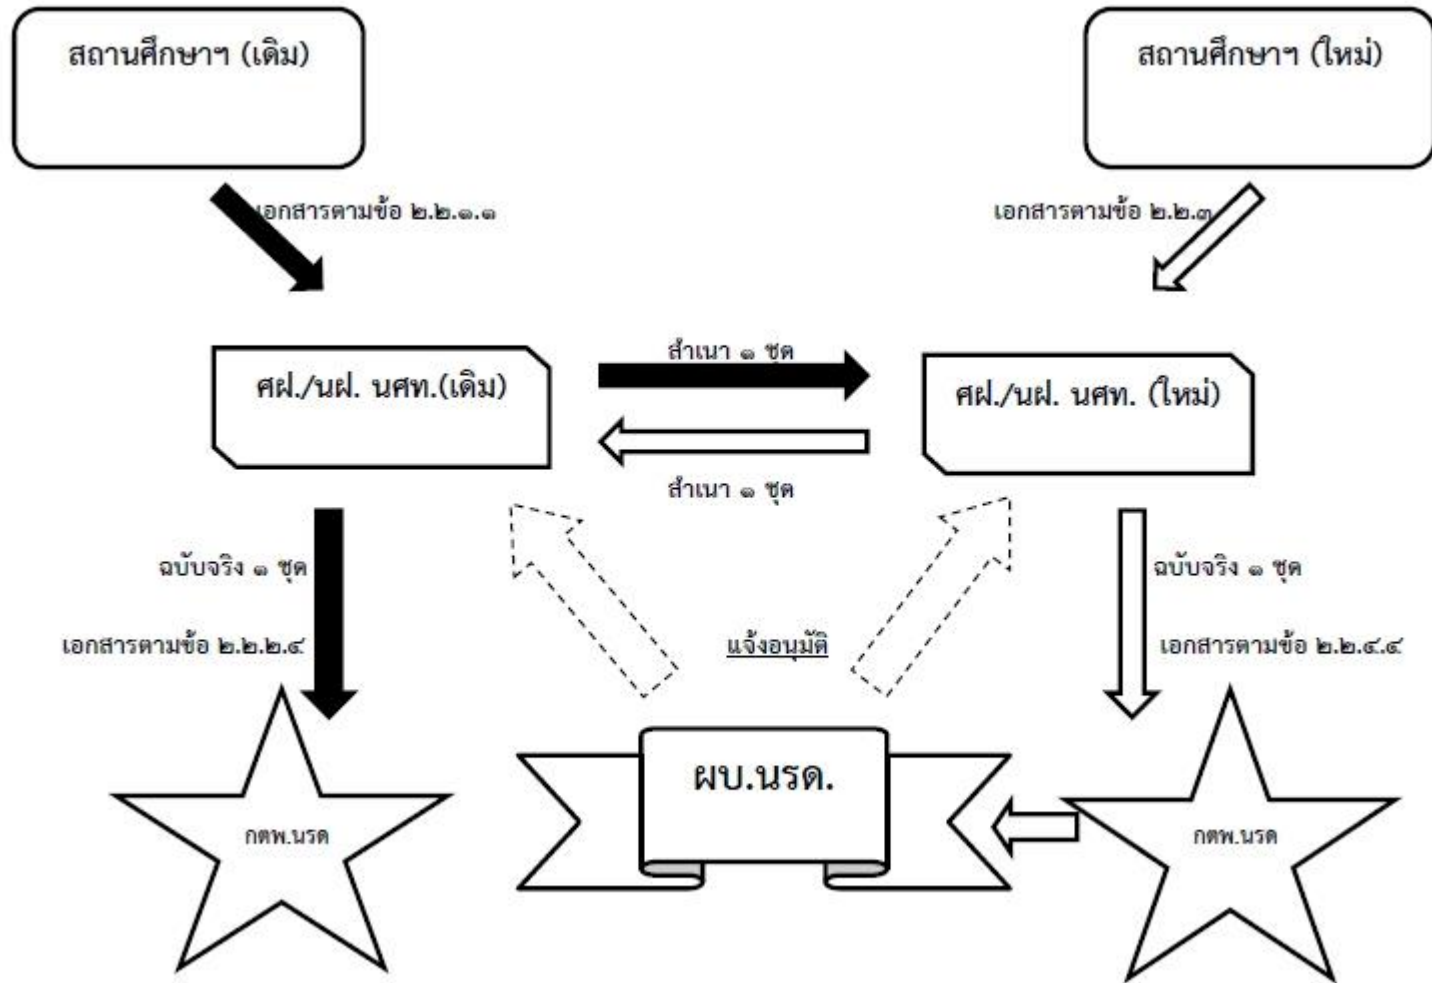 สถานศึกษาฯ (เดิม)
สถานศึกษาฯ (ใหม่)
เอกสารตามข้อ ๒.๒.๑.๑
เอกสารตามข้อ ๒.๒.๓
สำเนา ๑ ชุด
ศฝ./นฝ. นศท.(เดิม)
ศฝ./นฝ. นศท. (ใหม่)
สำเนา ๑ ชุด
ฉบับจริง ๑ ชุด
ฉบับจริง ๑ ชุด
เอกสารตามข้อ ๒.๒.๒.๔
แจ้งอนุมัติ
เอกสารตามข้อ ๒.๒.๔.๔
ผบ.นรด.
กตพ.นรด
กตพ.นรด